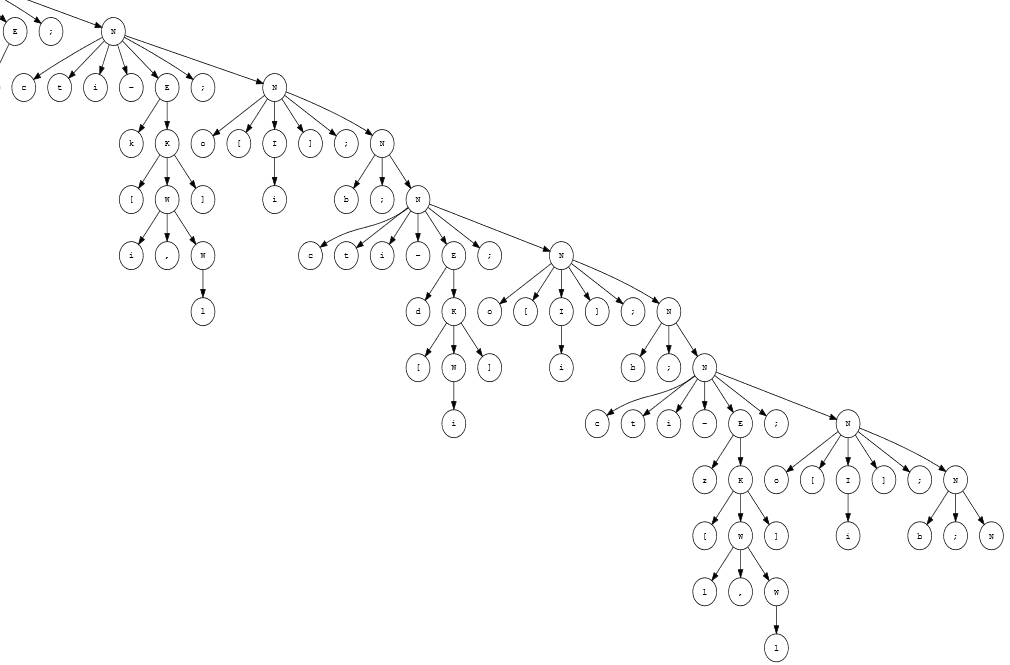 E ; N
c t i - E ; N
k K o [ I ] ; N
[ W ] i b ; N
i , W c t i - E ; N
l d K o [ I ] ; N
[ W ] i b ; N
i c t i - E ; N
z K o [ I ] ; N
[ W ] i b ; N
l , W
l